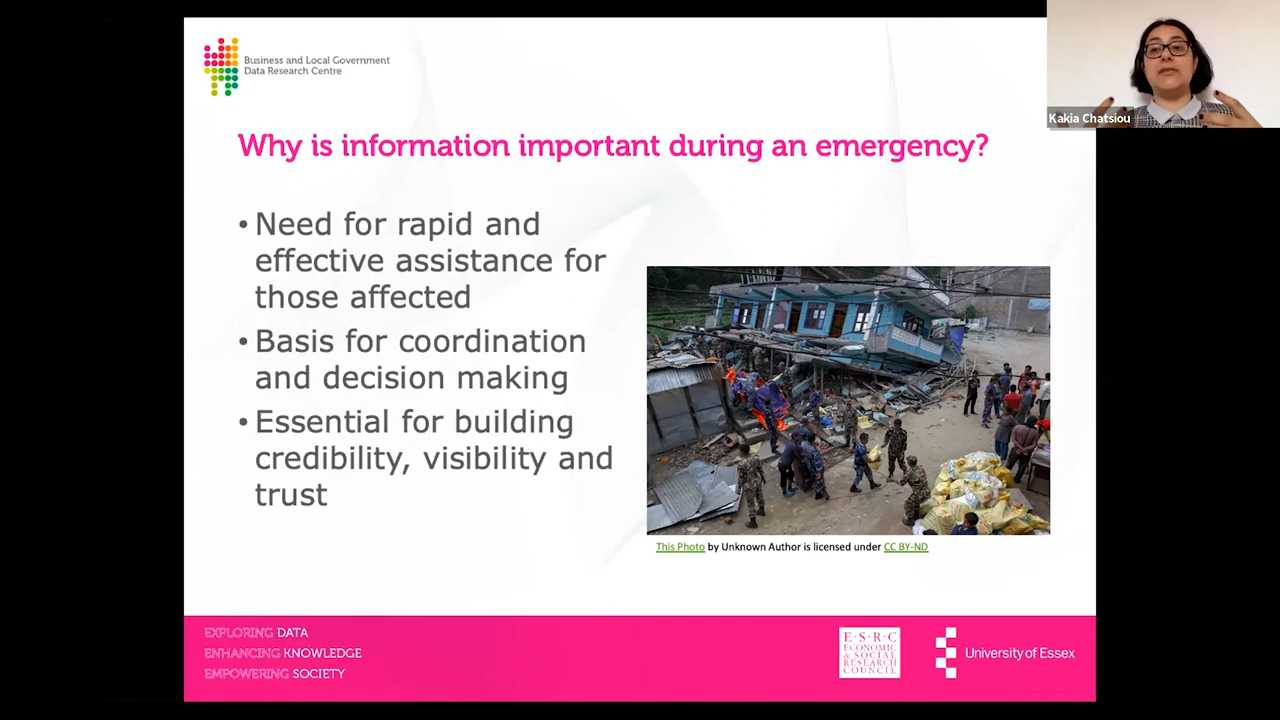 Business and Local Government
Data Research Centre
Kakia Chatsiou
Why is information important during an emergency?
• Need for rapid and
effective assistance for
those affected
• Basis for coordination
and decision making
• Essential for building
credibility, visibility and
trust
This Photo by Unknown Author is licensed under CC BY-ND
EXPLORING DATA
ENHANCING KNOWLEDGE
EMPOWERING SOCIETY
E·S·R·C
ECONOMIC
& SOCIAL
RESEARCH
COUNCIL
University of Essex